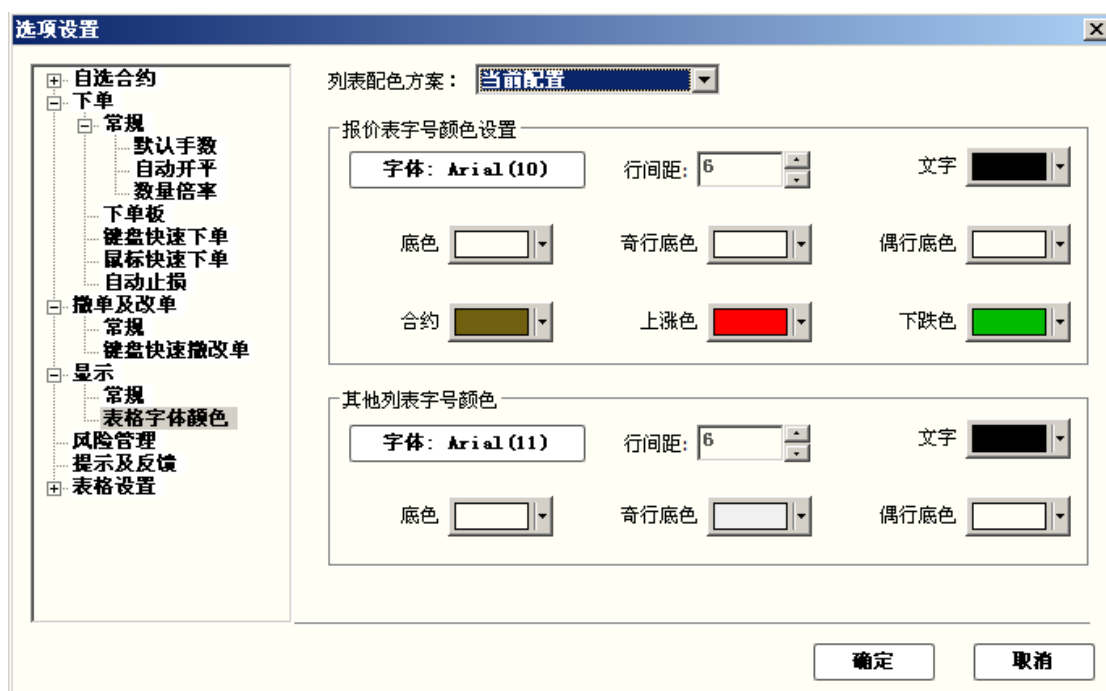 选项设置
自选合约
下单
常规
默认手数
自动开平
数量倍率
下单板
键盘快速下单
鼠标快速下单
自动止损
撤单及改单
常规
键盘快速撤改单
显示
常规
表格字体颜色
风险管理
提示及反馈
表格设置
列表配色方案: 当前配置
报价表字号颜色设置
字体: Arial(10) 行间距: 6 文字
底色 奇行底色 偶行底色
合约 上涨色 下跌色
其他列表字号颜色
字体: Arial(11) 行间距: 6 文字
底色 奇行底色 偶行底色
确定 取消